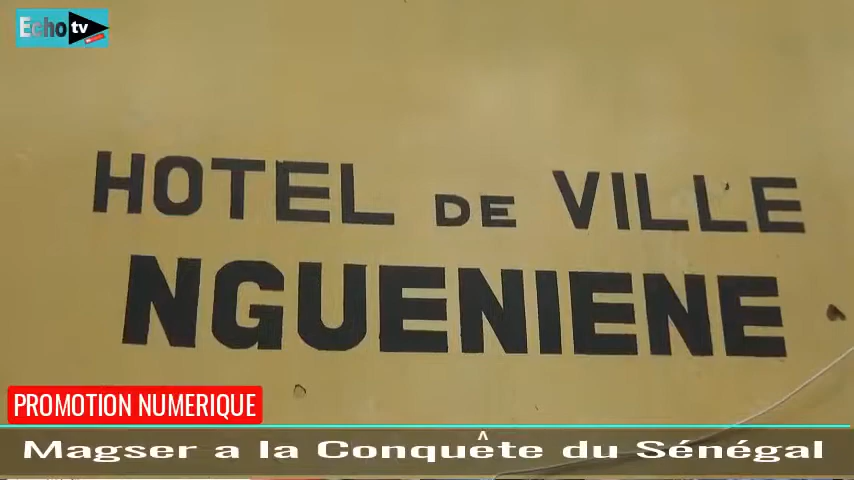 Echo tv
HOTEL DE VILLE
NGUENIENE
PROMOTION NUMERIQUE
Magser a la Conquête du Sénégal